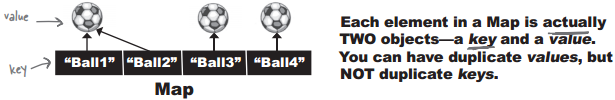 value
key
"Ball1" "Ball2" "Ball3" "Ball4"
Map
Each element in a Map is actually
TWO objects—a key and a value.
You can have duplicate values, but
NOT duplicate keys.